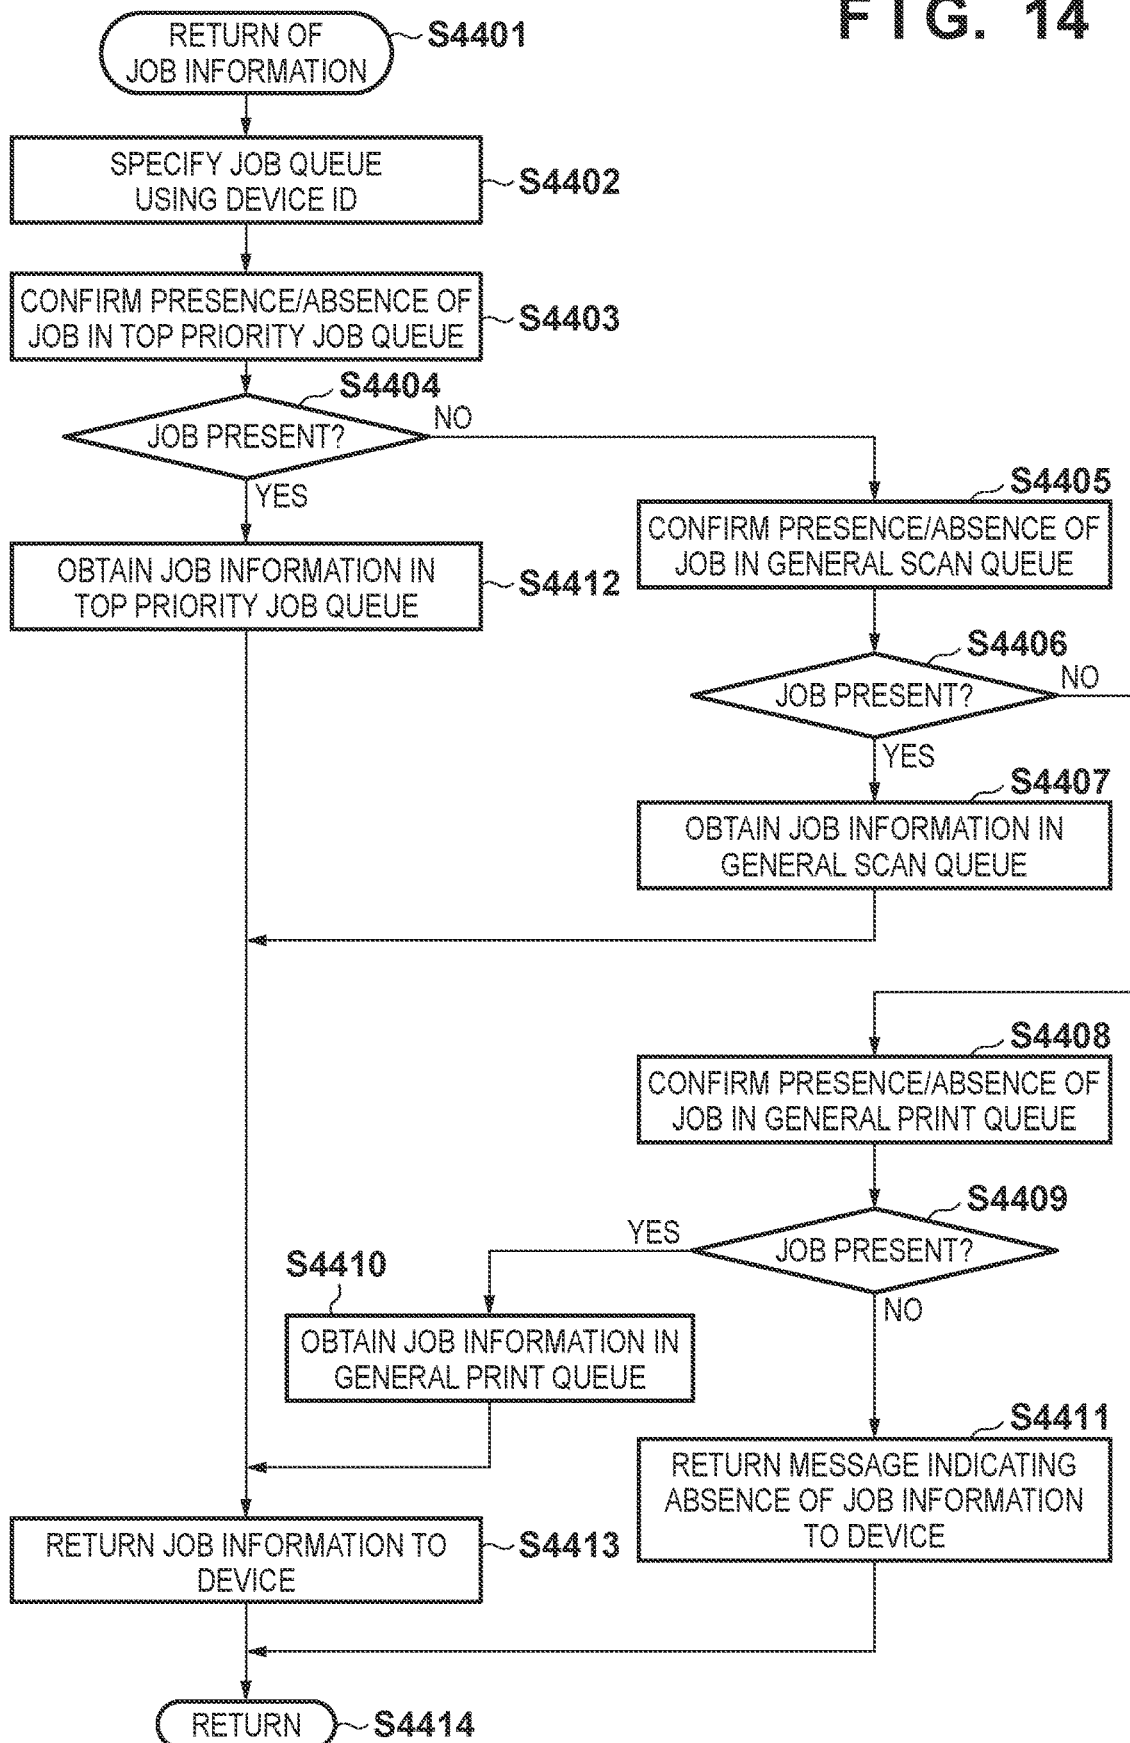 FIG. 14
RETURN OF
JOB INFORMATION
S4401
SPECIFY JOB QUEUE
USING DEVICE ID
S4402
CONFIRM PRESENCE/ABSENCE OF
JOB IN TOP PRIORITY JOB QUEUE
S4403
S4404
JOB PRESENT?
NO
YES
OBTAIN JOB INFORMATION IN
TOP PRIORITY JOB QUEUE
S4412
S4405
CONFIRM PRESENCE/ABSENCE OF
JOB IN GENERAL SCAN QUEUE
S4406
JOB PRESENT?
NO
YES
S4407
OBTAIN JOB INFORMATION IN
GENERAL SCAN QUEUE
S4408
CONFIRM PRESENCE/ABSENCE OF
JOB IN GENERAL PRINT QUEUE
S4409
JOB PRESENT?
YES
NO
S4410
OBTAIN JOB INFORMATION IN
GENERAL PRINT QUEUE
S4411
RETURN MESSAGE INDICATING
ABSENCE OF JOB INFORMATION
TO DEVICE
RETURN JOB INFORMATION TO
DEVICE
S4413
RETURN
S4414